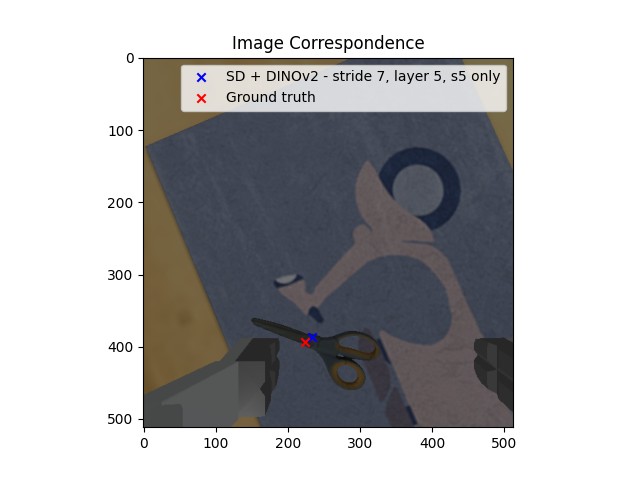 Image Correspondence
SD + DINOv2 - stride 7, layer 5, s5 only
Ground truth
0
100
200
300
400
500
0 100 200 300 400 500